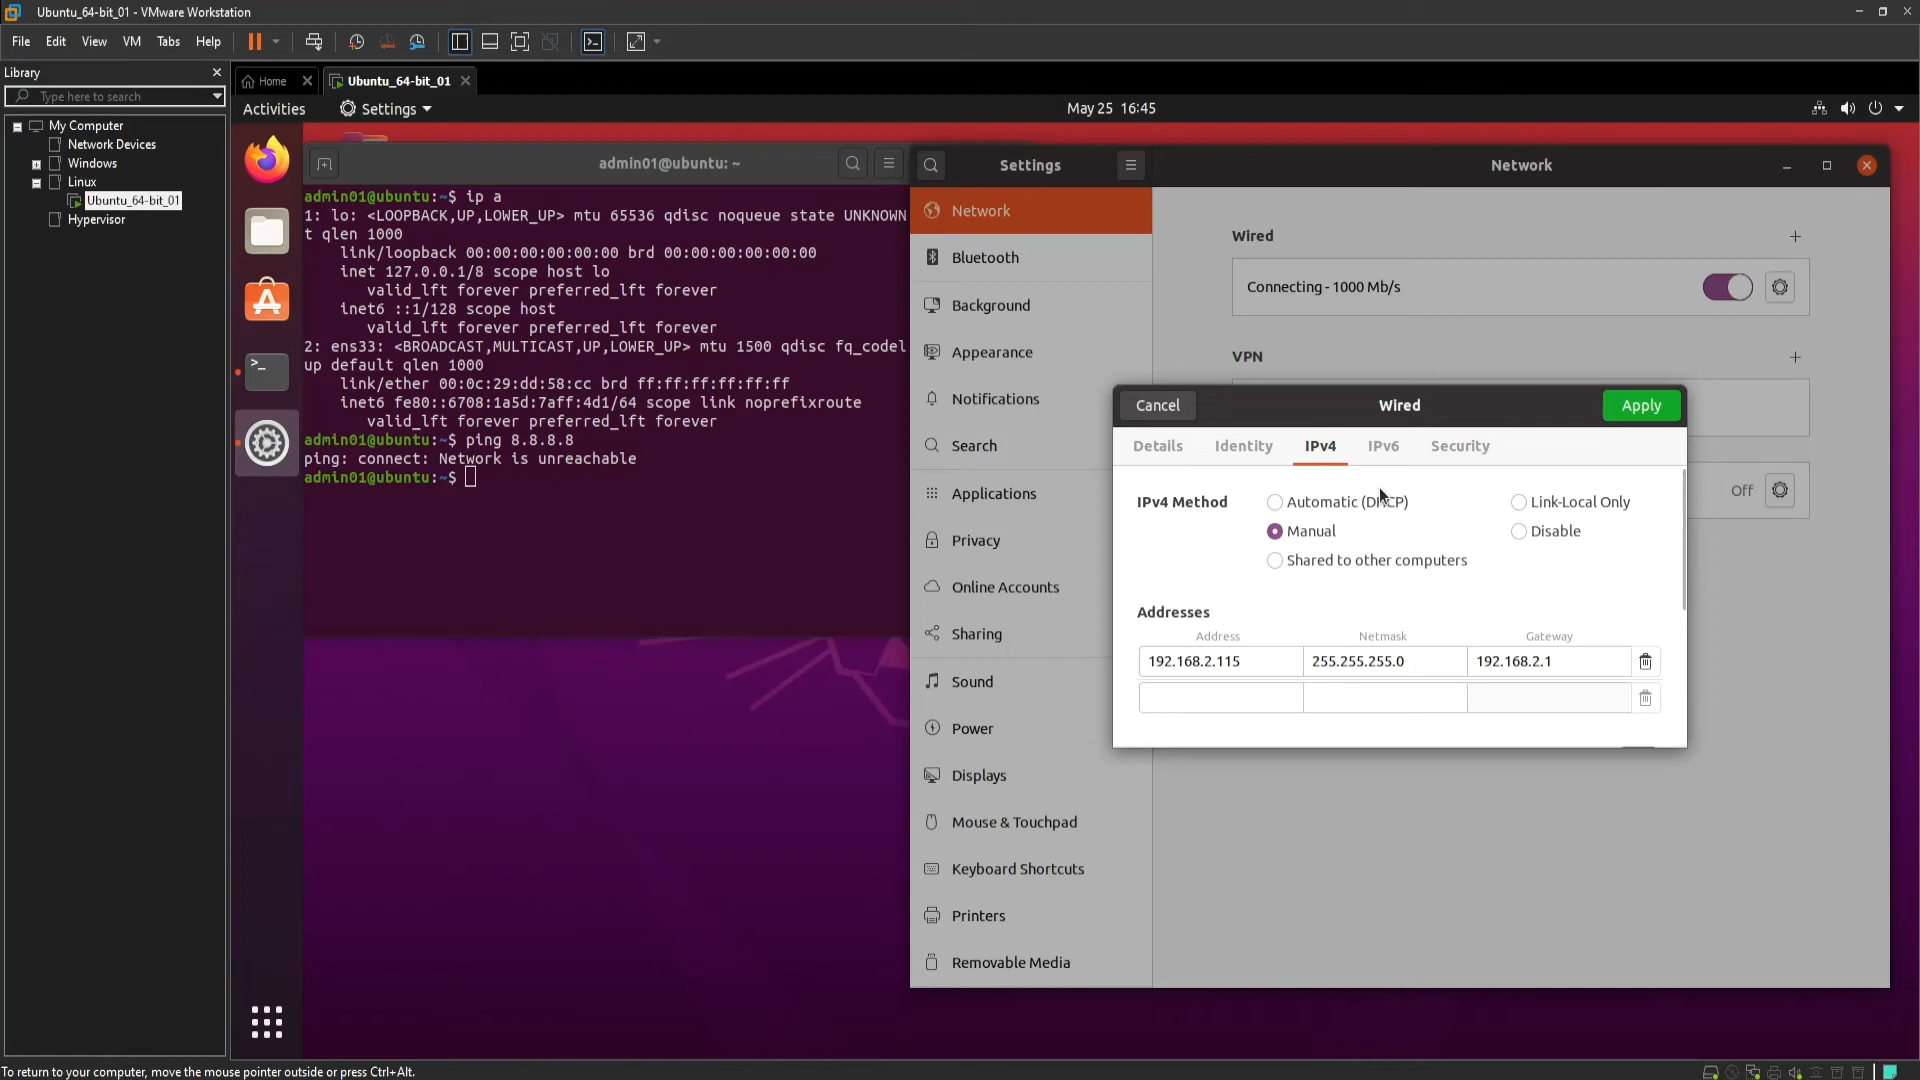 Ubuntu_64-bit_01 - VMware Workstation
File Edit View VM Tabs Help
Library
Type here to search
My Computer
Network Devices
Windows
Linux
Ubuntu_64-bit_01
Hypervisor
Home
Ubuntu_64-bit_01
Activities
Settings
May 25 16:45
admin01@ubuntu: ~
admin01@ubuntu:~$ ip a
1: lo: <LOOPBACK,UP,LOWER_UP> mtu 65536 qdisc noqueue state UNKNOWN
t qlen 1000
link/loopback 00:00:00:00:00:00 brd 00:00:00:00:00:00
inet 127.0.0.1/8 scope host lo
valid_lft forever preferred_lft forever
inet6 ::1/128 scope host
valid_lft forever preferred_lft forever
2: ens33: <BROADCAST,MULTICAST,UP,LOWER_UP> mtu 1500 qdisc fq_codel
up default qlen 1000
link/ether 00:0c:29:dd:58:cc brd ff:ff:ff:ff:ff:ff
inet6 fe80::6708:1a5d:7aff:4d1/64 scope link noprefixroute
valid_lft forever preferred_lft forever
admin01@ubuntu:~$ ping 8.8.8.8
ping: connect: Network is unreachable
admin01@ubuntu:~$
Settings
Network
Network
Bluetooth
Background
Appearance
Notifications
Search
Applications
Privacy
Online Accounts
Sharing
Sound
Power
Displays
Mouse & Touchpad
Keyboard Shortcuts
Printers
Removable Media
Wired
Connecting - 1000 Mb/s
VPN
Off
Cancel
Wired
Apply
Details Identity IPv4 IPv6 Security
IPv4 Method
Automatic (DHCP)
Link-Local Only
Manual
Disable
Shared to other computers
Addresses
Address Netmask Gateway
192.168.2.115 255.255.255.0 192.168.2.1
To return to your computer, move the mouse pointer outside or press Ctrl+Alt.